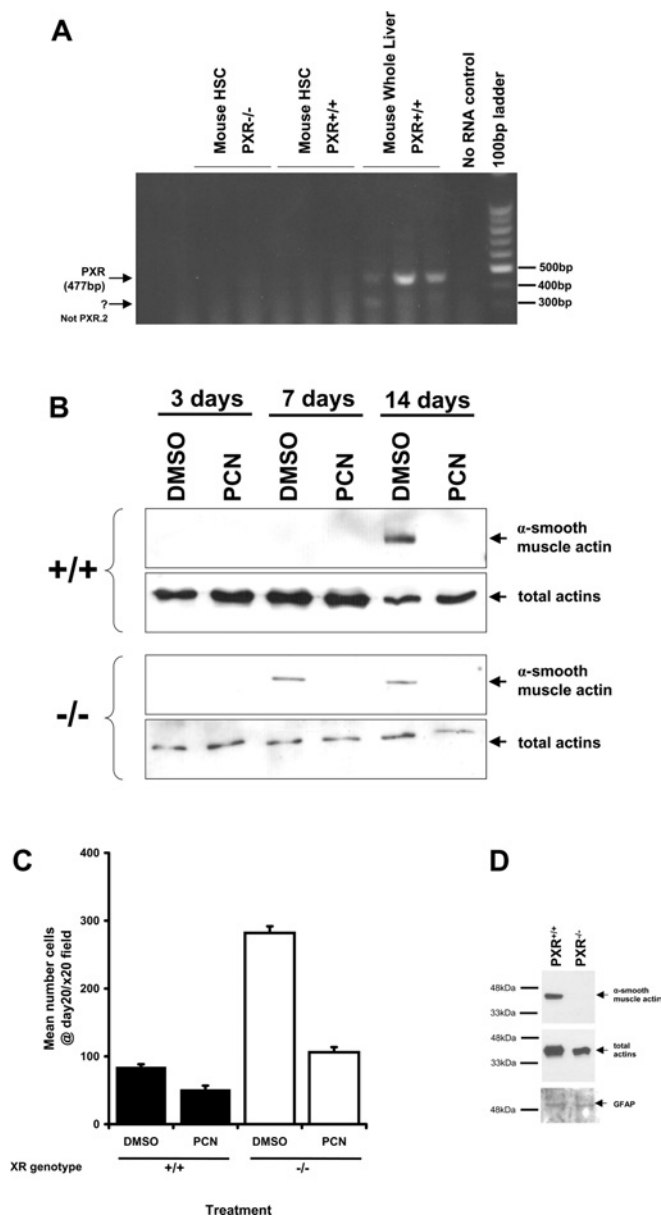 A
Mouse HSC
PXR-/-
Mouse HSC
PXR+/+
Mouse Whole Liver
PXR+/+
No RNA control
100bp ladder
PXR
(477bp)
?
Not PXR.2
500bp
400bp
300bp
B
3 days
7 days
14 days
DMSO
PCN
DMSO
PCN
DMSO
PCN
+/+
α-smooth
muscle actin
total actins
-/-
α-smooth
muscle actin
total actins
C
Mean number cells
@ day20/x20 field
400
300
200
100
0
DMSO
PCN
DMSO
PCN
XR genotype
+/+
-/-
Treatment
D
PXR+/+
PXR-/-
48kDa
33kDa
α-smooth
muscle actin
48kDa
33kDa
total
actins
48kDa
GFAP